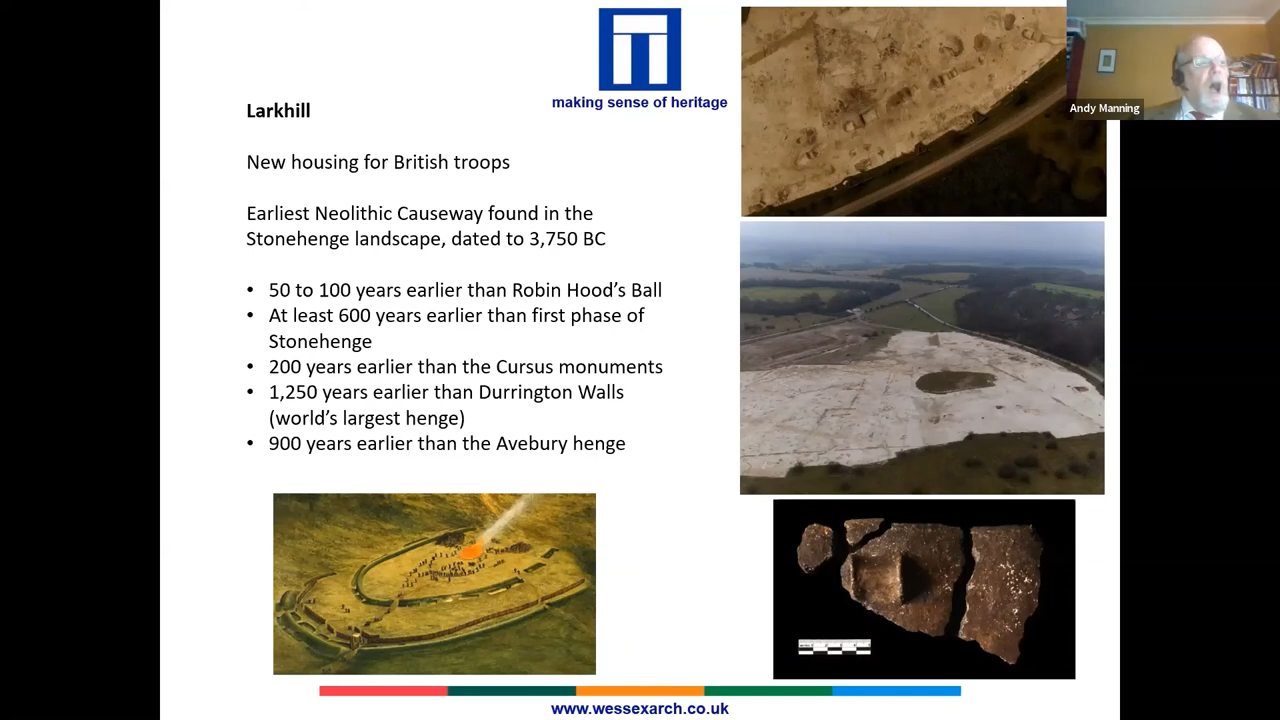 making sense of heritage
Andy Manning
Larkhill
New housing for British troops
Earliest Neolithic Causeway found in the
Stonehenge landscape, dated to 3,750 BC
• 50 to 100 years earlier than Robin Hood's Ball
• At least 600 years earlier than first phase of
Stonehenge
• 200 years earlier than the Cursus monuments
• 1,250 years earlier than Durrington Walls
(world's largest henge)
• 900 years earlier than the Avebury henge
www.wessexarch.co.uk